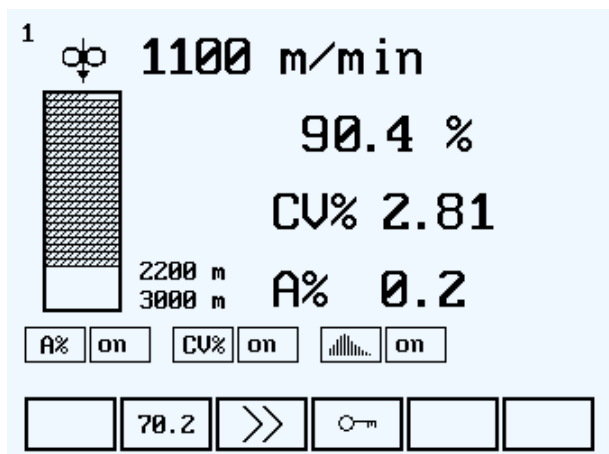 1
1100 m/min
90.4 %
CV% 2.81
2200 m
3000 m
A% 0.2
A% on CV% on on
70.2 >>